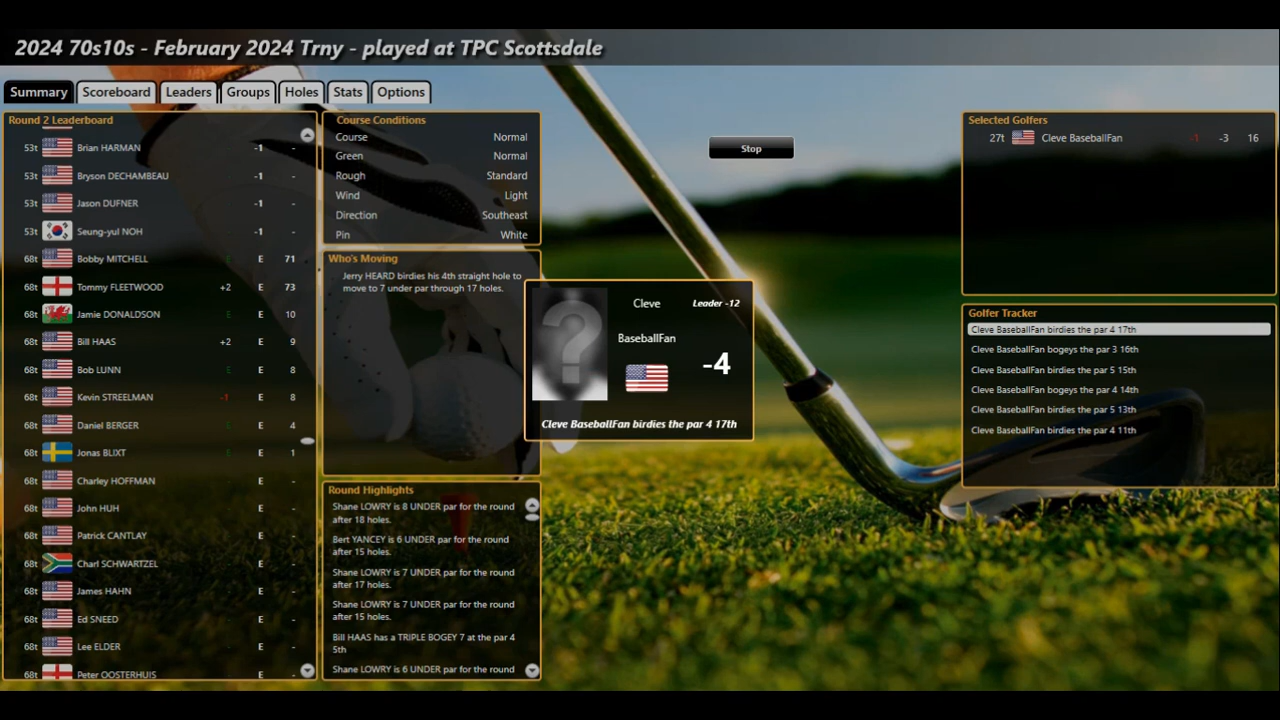 2024 70s10s - February 2024 Trny - played at TPC Scottsdale
Summary Scoreboard Leaders Groups Holes Stats Options
Round 2 Leaderboard
53t Brian HARMAN -1 -
53t Bryson DECHAMBEAU -1 -
53t Jason DUFNER -1 -
53t Seung-yul NOH -1 -
68t Bobby MITCHELL E E 71
68t Tommy FLEETWOOD +2 E 73
68t Jamie DONALDSON E E 10
68t Bill HAAS +2 E 9
68t Bob LUNN E E 8
68t Kevin STREELMAN -1 E 8
68t Daniel BERGER E E 4
68t Jonas BLIXT E E 1
68t Charley HOFFMAN E -
68t John HUH E -
68t Patrick CANTLAY E -
68t Charl SCHWARTZEL E -
68t James HAHN E -
68t Ed SNEED E -
68t Lee ELDER E -
68t Peter OOSTERHUIS E -
Course Conditions
Course Normal
Green Normal
Rough Standard
Wind Light
Direction Southeast
Pin White
Who's Moving
Jerry HEARD birdies his 4th straight hole to
move to 7 under par through 17 holes.
Round Highlights
Shane LOWRY is 8 UNDER par for the round
after 18 holes.
Bert YANCEY is 6 UNDER par for the round
after 15 holes.
Shane LOWRY is 7 UNDER par for the round
after 17 holes.
Shane LOWRY is 7 UNDER par for the round
after 15 holes.
Bill HAAS has a TRIPLE BOGEY 7 at the par 4
5th
Shane LOWRY is 6 UNDER par for the round
Stop
?
Cleve Leader -12
BaseballFan
-4
Cleve BaseballFan birdies the par 4 17th
Selected Golfers
27t Cleve BaseballFan -1 -3 16
Golfer Tracker
Cleve BaseballFan birdies the par 4 17th
Cleve BaseballFan bogeys the par 3 16th
Cleve BaseballFan birdies the par 5 15th
Cleve BaseballFan bogeys the par 4 14th
Cleve BaseballFan birdies the par 5 13th
Cleve BaseballFan birdies the par 4 11th